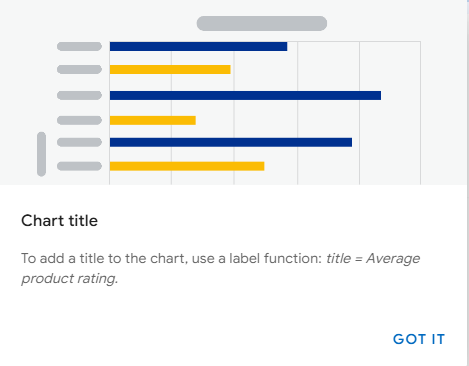 Chart title
To add a title to the chart, use a label function: title = Average
product rating.
GOT IT